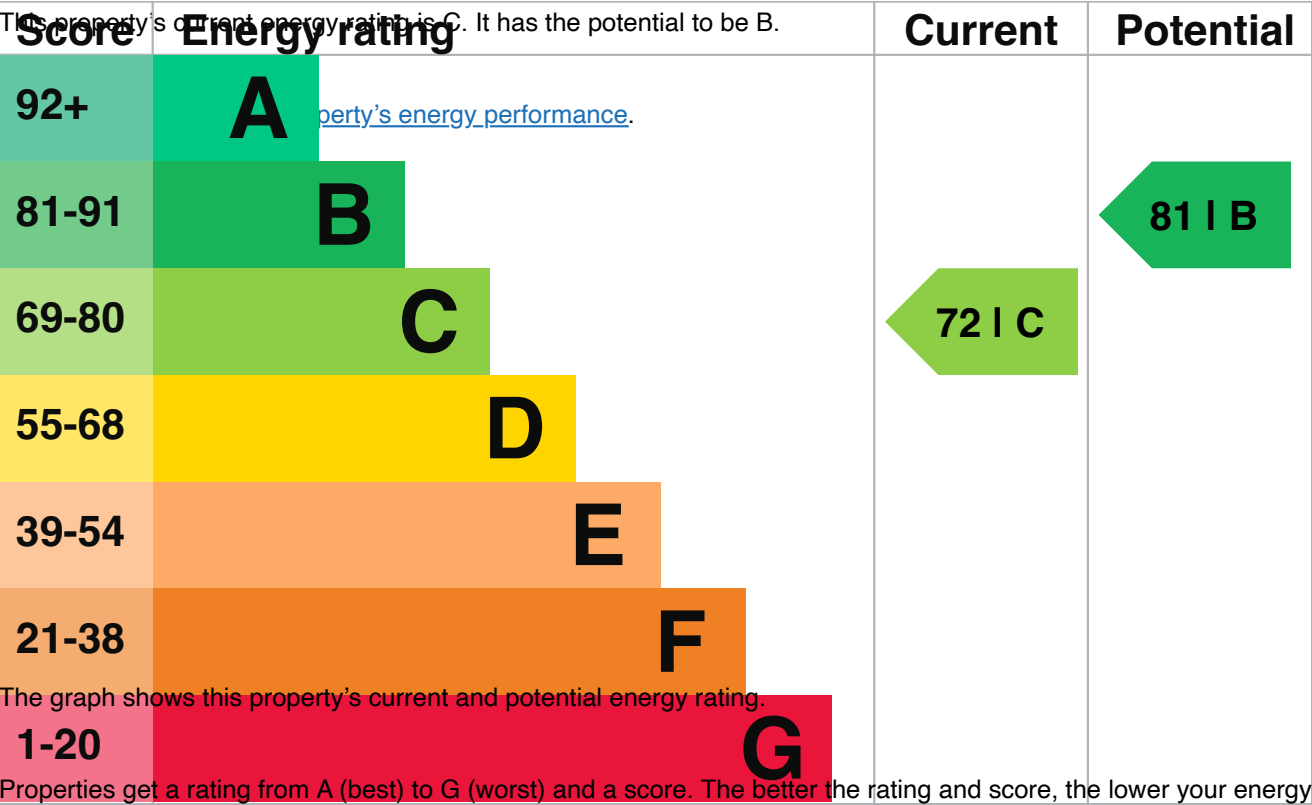 This property's current energy rating is C. It has the potential to be B.
Score Energy rating Current Potential
92+ A
perty's energy performance.
81-91 B 81 | B
69-80 C 72 | C
55-68 D
39-54 E
21-38 F
The graph shows this property's current and potential energy rating.
1-20 G
Properties get a rating from A (best) to G (worst) and a score. The better the rating and score, the lower your energy